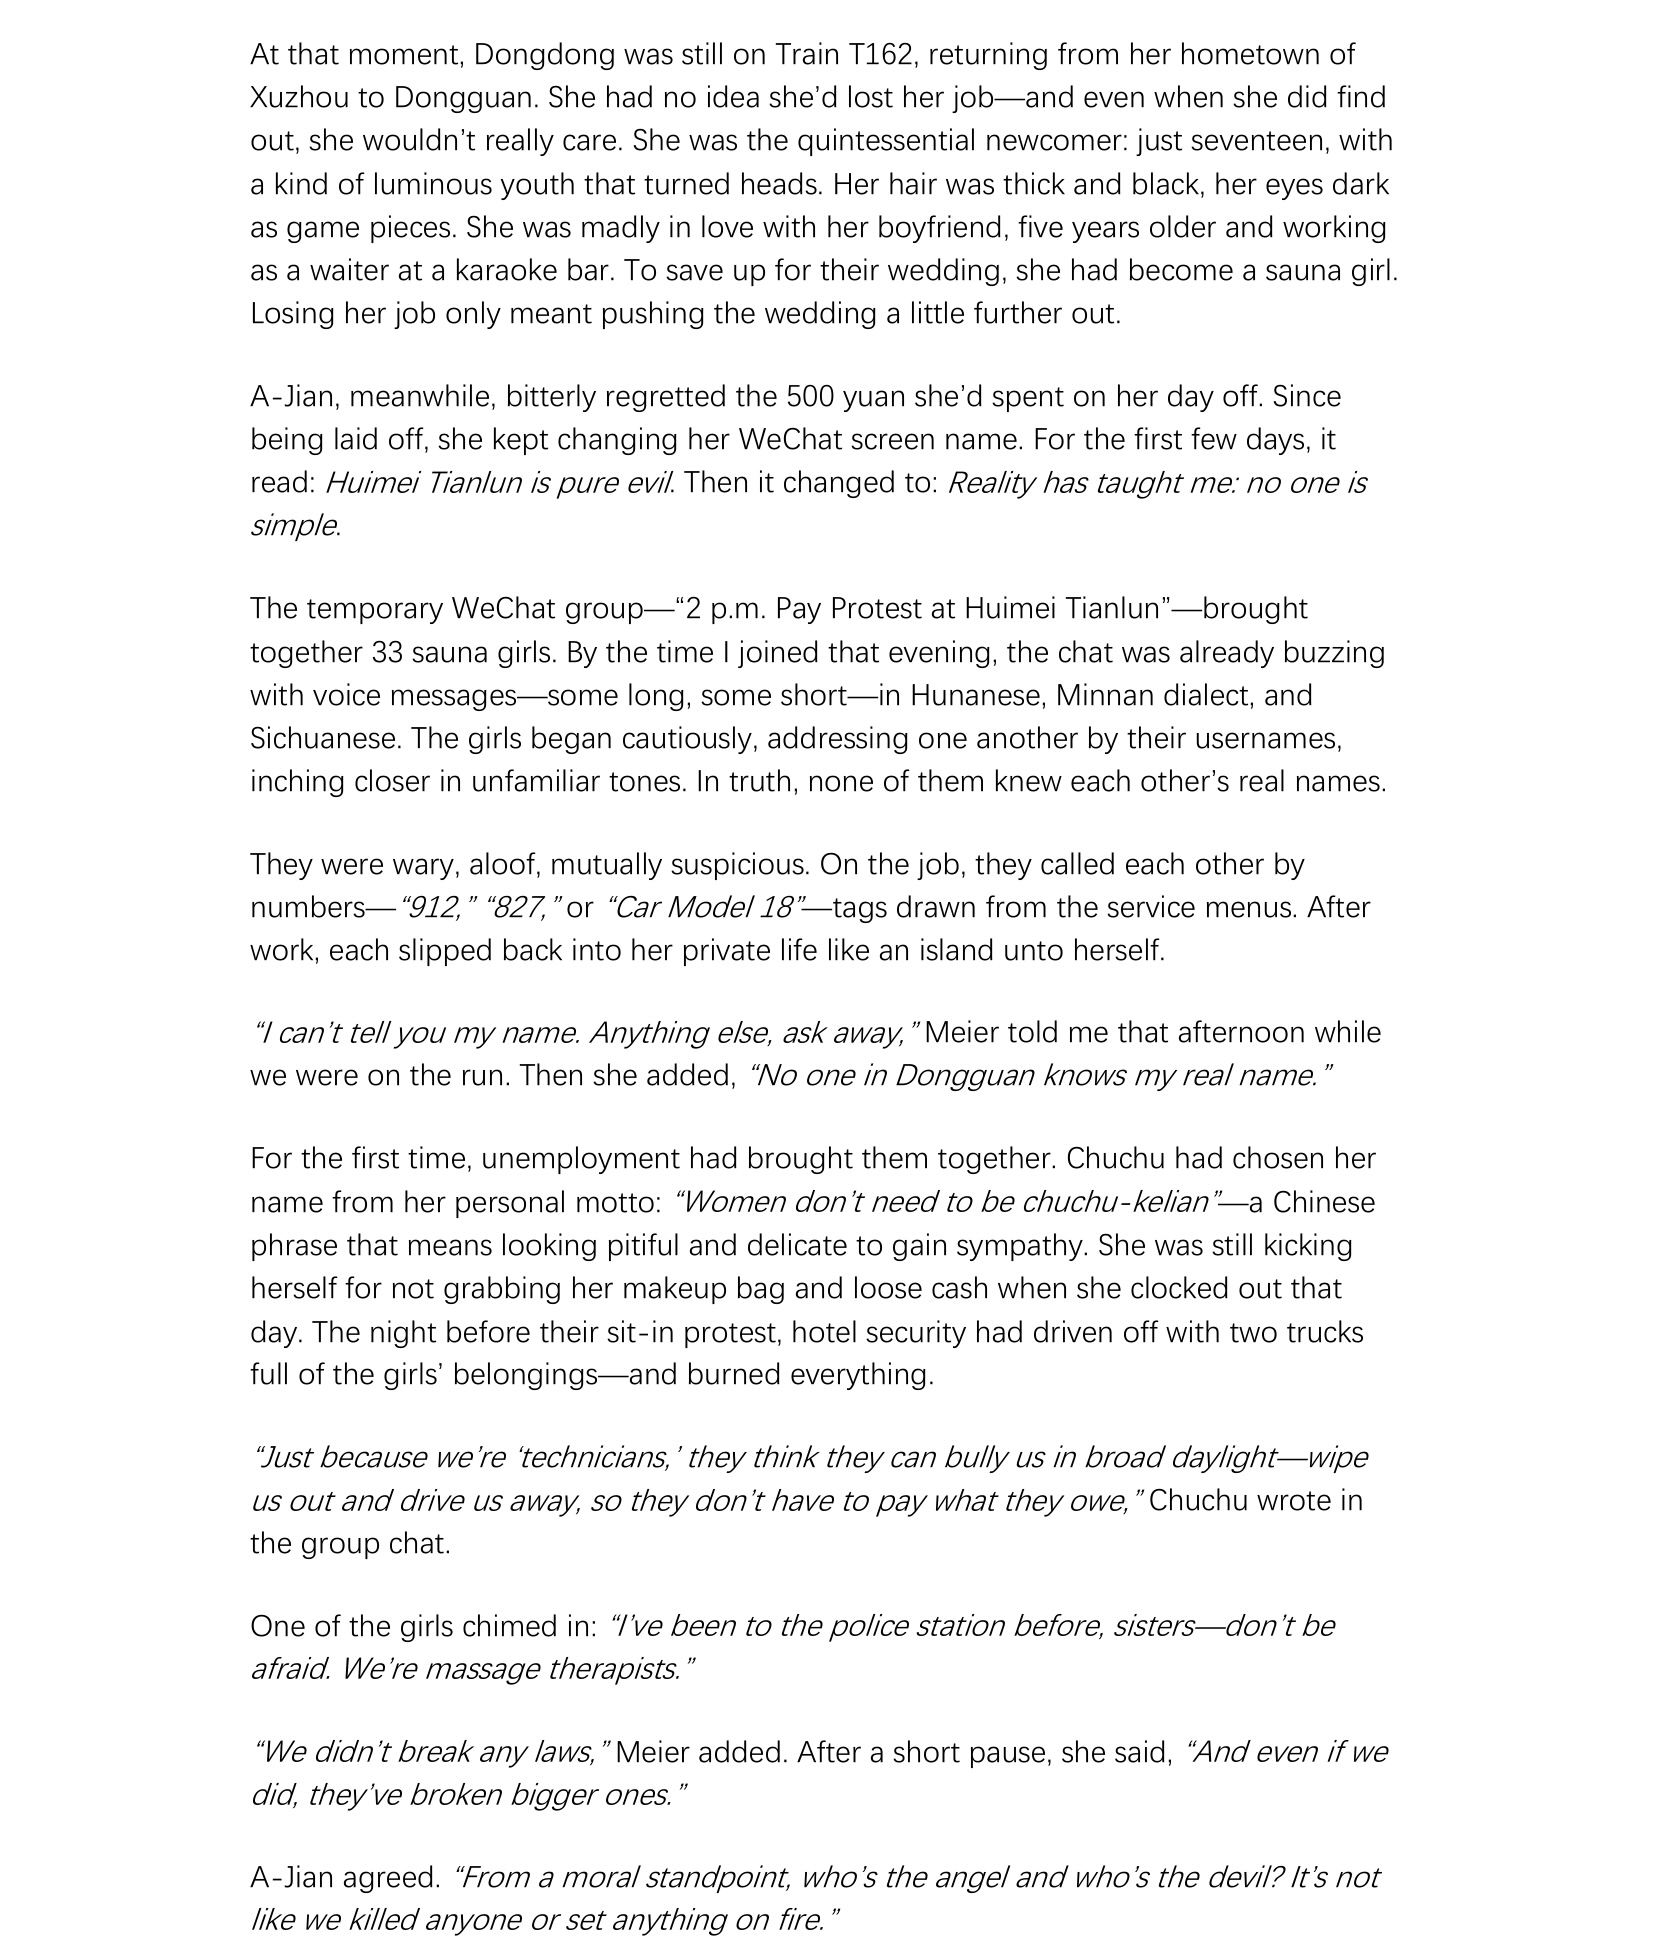 At that moment, Dongdong was still on Train T162, returning from her hometown of
Xuzhou to Dongguan. She had no idea she’d lost her job—and even when she did find
out, she wouldn’t really care. She was the quintessential newcomer: just seventeen, with
a kind of luminous youth that turned heads. Her hair was thick and black, her eyes dark
as game pieces. She was madly in love with her boyfriend, five years older and working
as a waiter at a karaoke bar. To save up for their wedding, she had become a sauna girl.
Losing her job only meant pushing the wedding a little further out.
A-Jian, meanwhile, bitterly regretted the 500 yuan she’d spent on her day off. Since
being laid off, she kept changing her WeChat screen name. For the first few days, it
read: Huimei Tianlun is pure evil. Then it changed to: Reality has taught me: no one is
simple.
The temporary WeChat group—“2 p.m. Pay Protest at Huimei Tianlun”—brought
together 33 sauna girls. By the time I joined that evening, the chat was already buzzing
with voice messages—some long, some short—in Hunanese, Minnan dialect, and
Sichuanese. The girls began cautiously, addressing one another by their usernames,
inching closer in unfamiliar tones. In truth, none of them knew each other’s real names.
They were wary, aloof, mutually suspicious. On the job, they called each other by
numbers—“912,” “827,” or “Car Model 18”—tags drawn from the service menus. After
work, each slipped back into her private life like an island unto herself.
“I can’t tell you my name. Anything else, ask away,” Meier told me that afternoon while
we were on the run. Then she added, “No one in Dongguan knows my real name.”
For the first time, unemployment had brought them together. Chuchu had chosen her
name from her personal motto: “Women don’t need to be chuchu-kelian”—a Chinese
phrase that means looking pitiful and delicate to gain sympathy. She was still kicking
herself for not grabbing her makeup bag and loose cash when she clocked out that
day. The night before their sit-in protest, hotel security had driven off with two trucks
full of the girls’ belongings—and burned everything.
“Just because we’re ‘technicians,’ they think they can bully us in broad daylight—wipe
us out and drive us away, so they don’t have to pay what they owe,” Chuchu wrote in
the group chat.
One of the girls chimed in: “I’ve been to the police station before, sisters—don’t be
afraid. We’re massage therapists.”
“We didn’t break any laws,” Meier added. After a short pause, she said, “And even if we
did, they’ve broken bigger ones.”
A-Jian agreed. “From a moral standpoint, who’s the angel and who’s the devil? It’s not
like we killed anyone or set anything on fire.”